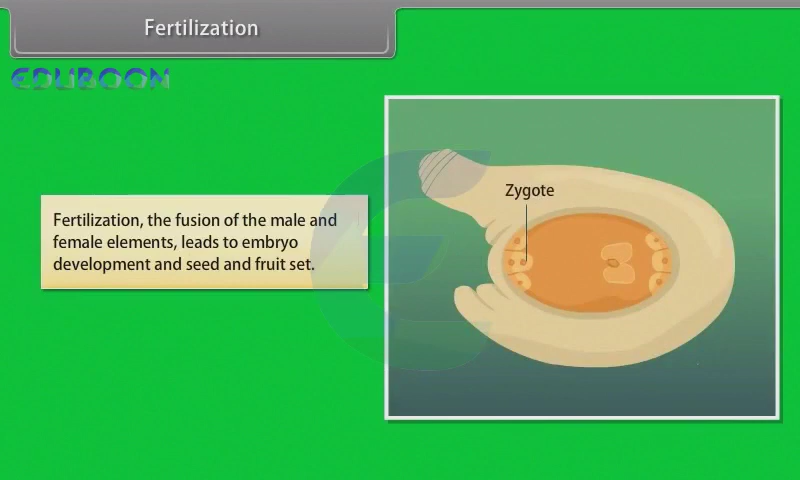 Fertilization
EDUBOON
Zygote
Fertilization, the fusion of the male and
female elements, leads to embryo
development and seed and fruit set.